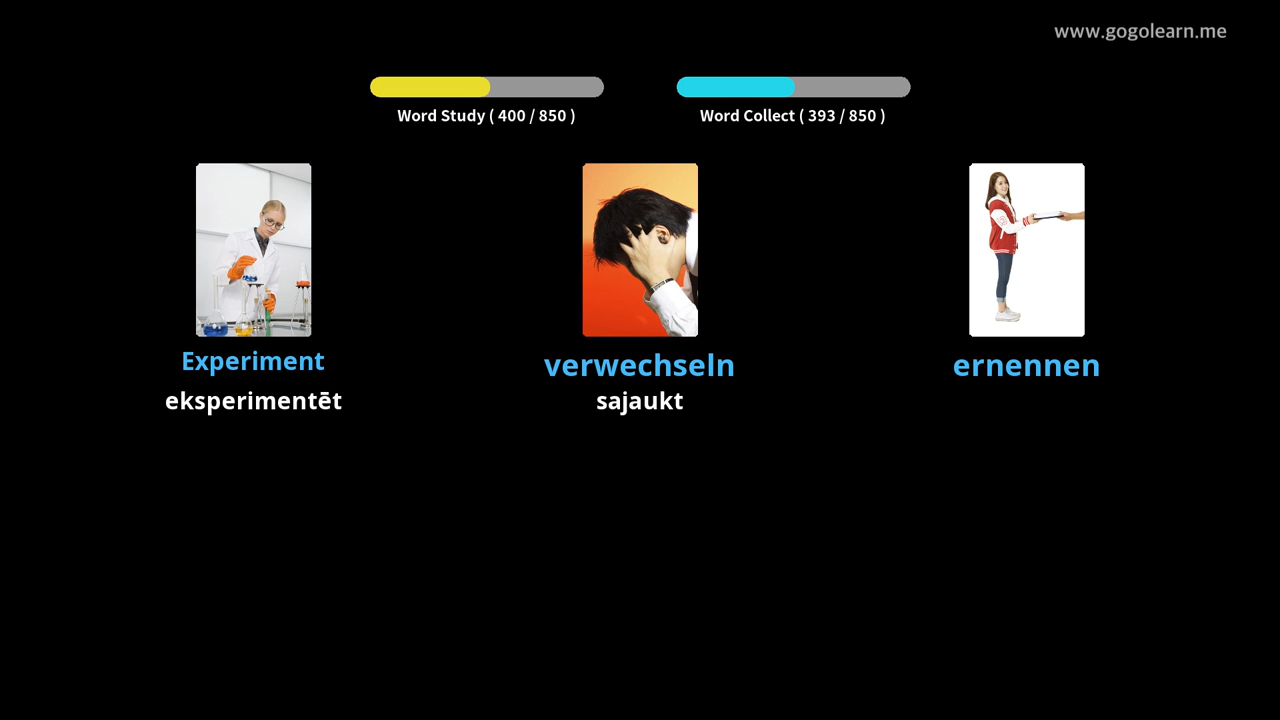 www.gogolearn.me
Word Study ( 400 / 850 )
Word Collect ( 393 / 850 )
Experiment
eksperimentēt
verwechseln
sajaukt
ernennen